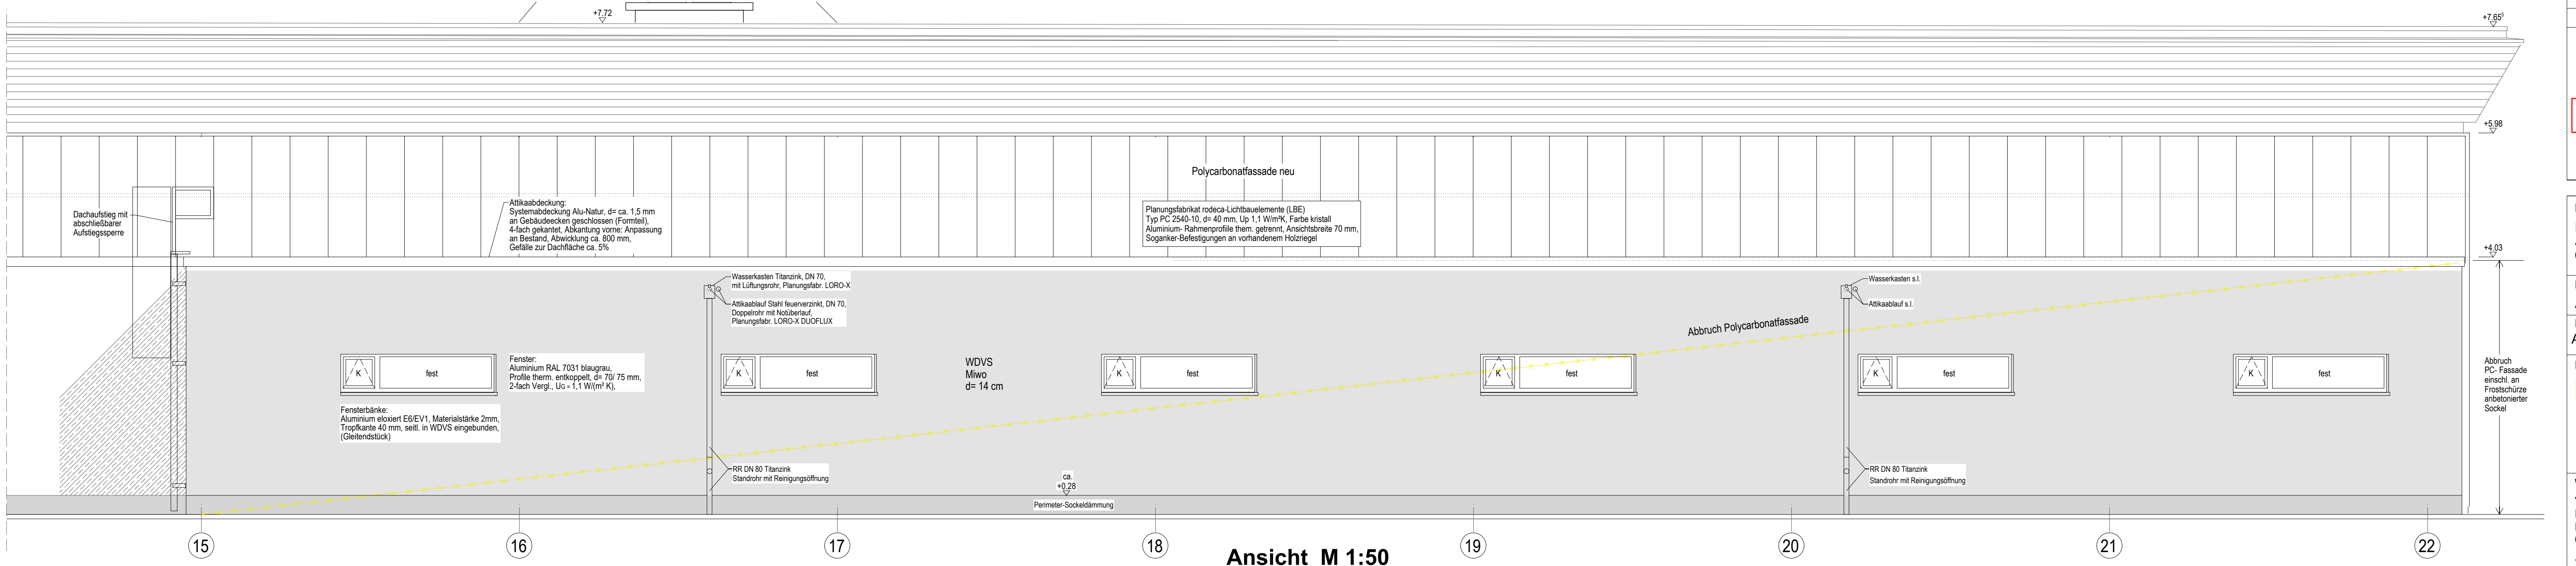 +7.72
+7.65⁵
+5.98
Polycarbonatfassade neu
Dachaufstieg mit
abschließbarer
Aufstiegssperre
Attikaabdeckung:
Systemabdeckung Alu-Natur, d= ca. 1,5 mm
an Gebäudeecken geschlossen (Formteil),
4-fach gekantet, Abkantung vorne: Anpassung
an Bestand, Abwicklung ca. 800 mm,
Gefälle zur Dachfläche ca. 5%
Planungsfabrikat rodeca-Lichtbauelemente (LBE)
Typ PC 2540-10, d= 40 mm, Up 1,1 W/m²K, Farbe kristall
Aluminium- Rahmenprofiile them. getrennt, Ansichtsbreite 70 mm,
Soganker-Befestigungen an vorhandenem Holzriegel
+4.03
Wasserkasten Titanzink, DN 70,
mit Lüftungsrohr, Planungsfabr. LORO-X
Attikaablauf Stahl feuerverzinkt, DN 70,
Doppelrohr mit Notüberlauf,
Planungsfabr. LORO-X DUOFLUX
Wasserkasten s.l.
Attikaablauf s.l.
Abbruch Polycarbonatfassade
K
fest
Fenster:
Aluminium RAL 7031 blaugrau,
Profile therm. entkoppelt, d= 70/ 75 mm,
2-fach Vergl., UG = 1,1 W/(m² K),
K
fest
WDVS
Miwo
d= 14 cm
K
fest
K
fest
K
fest
K
fest
Abbruch
PC- Fassade
einschl. an
Frostschürze
anbetonierter
Sockel
Fensterbänke:
Aluminium eloxiert E6/EV1, Materialstärke 2mm,
Tropfkante 40 mm, seitl. in WDVS eingebunden,
(Gleitendstück)
RR DN 80 Titanzink
Standrohr mit Reinigungsöffnung
ca.
+0.28
Perimeter-Sockeldämmung
RR DN 80 Titanzink
Standrohr mit Reinigungsöffnung
15
16
17
18
19
20
21
22
Ansicht M 1:50